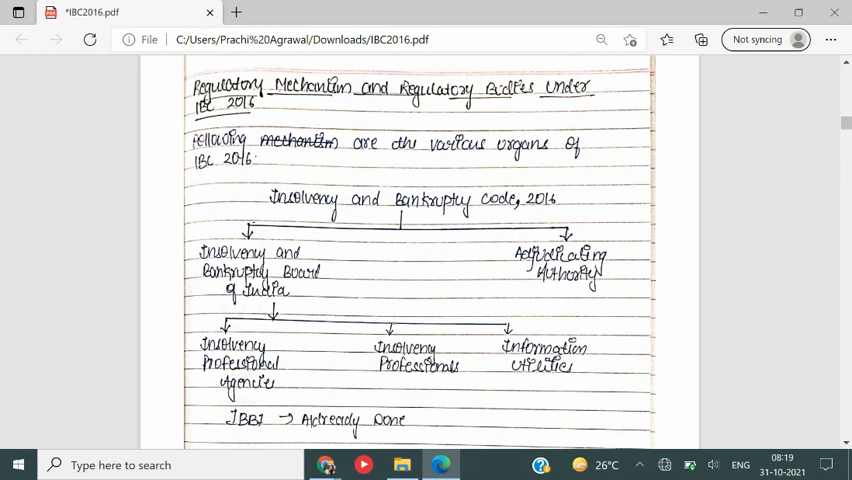 *IBC2016.pdf
File C:/Users/Prachi%20Agrawal/Downloads/IBC2016.pdf
Not syncing
Regulatory Mechanism and Regulatory Bodies Under
IBC 2016
Following mechanism are the various organs of
IBC 2016.
Insolvency and Bankruptcy Code, 2016
Insolvency and
Bankruptcy Board
of India
Adjudicating
Authority
Insolvency
Professional
Agencies
Insolvency
Professionals
Information
Utilities
IBBI → Already Done
Type here to search
26°C
ENG
08:19
31-10-2021